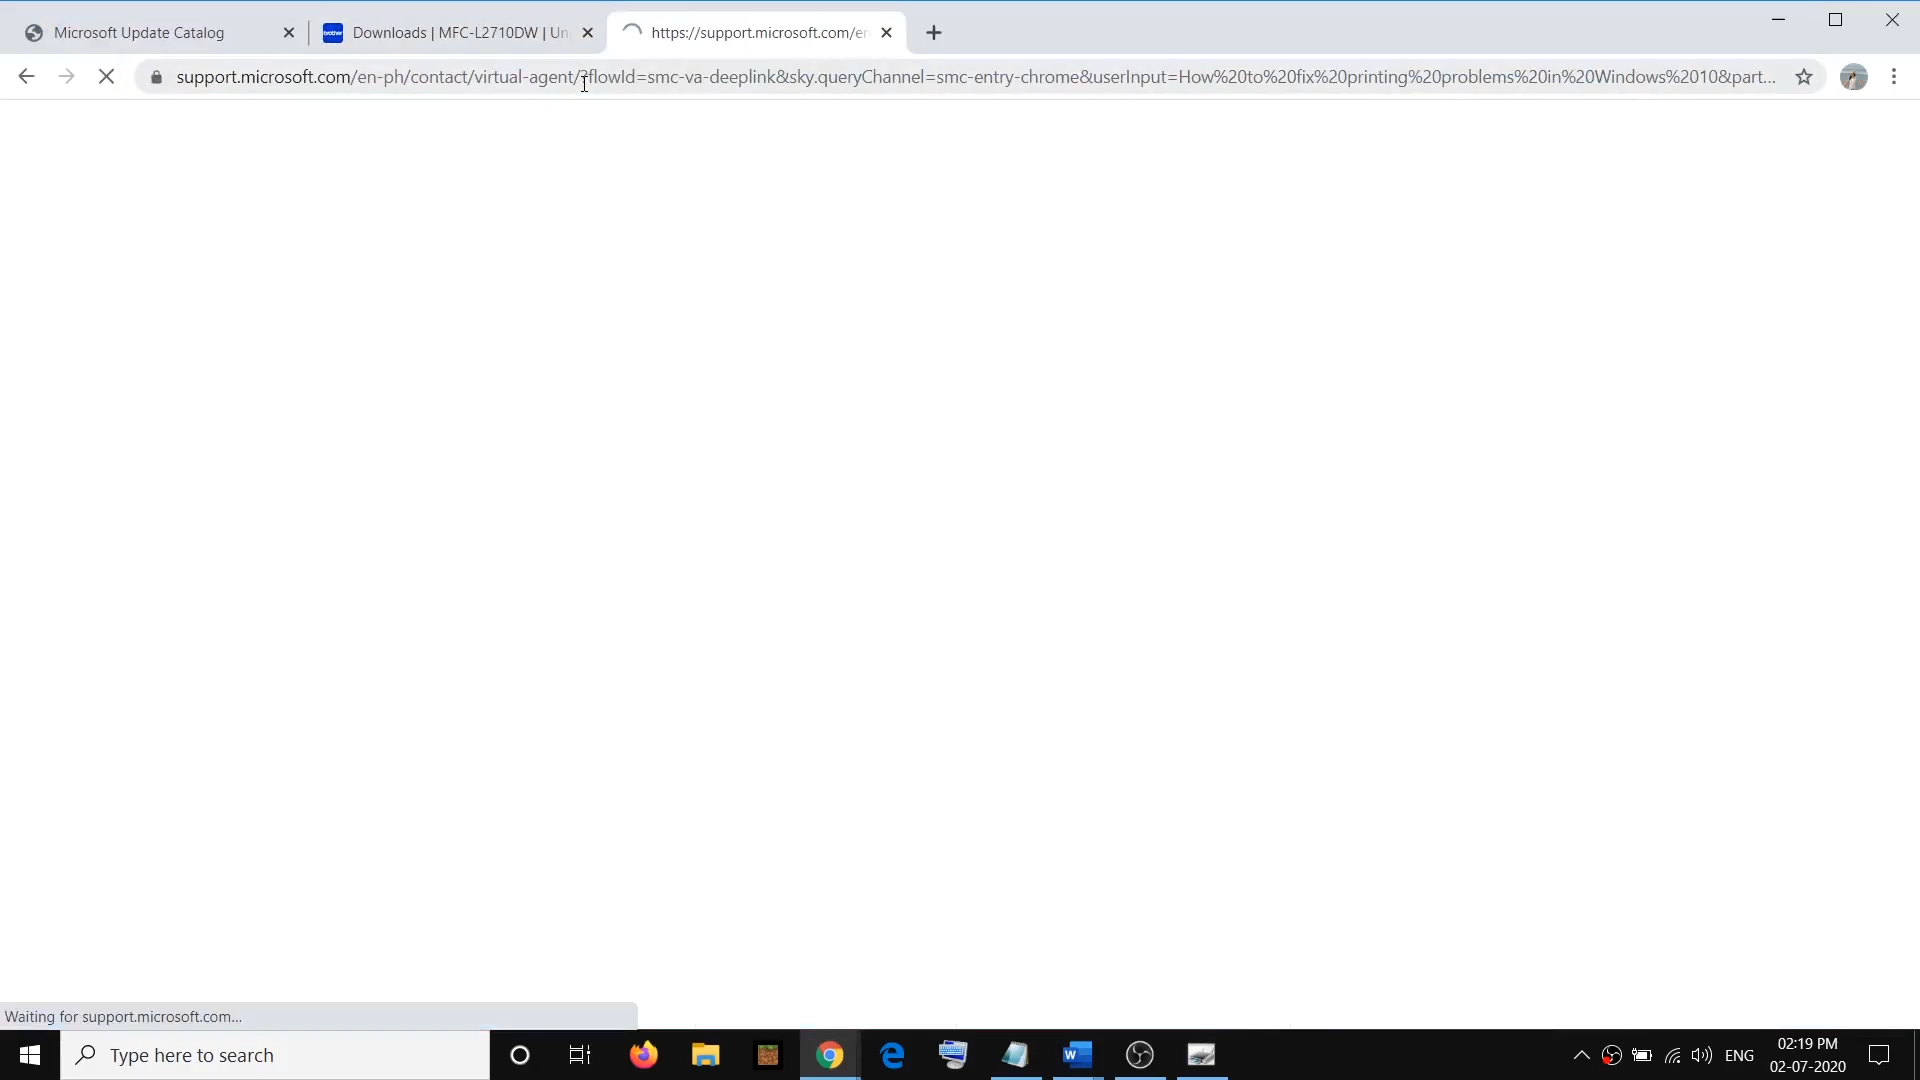 Microsoft Update Catalog
Downloads | MFC-L2710DW | Un
https://support.microsoft.com/en
support.microsoft.com/en-ph/contact/virtual-agent/?flowId=smc-va-deeplink&sky.queryChannel=smc-entry-chrome&userInput=How%20to%20fix%20printing%20problems%20in%20Windows%2010&part...
Waiting for support.microsoft.com...
Type here to search
ENG
02:19 PM
02-07-2020